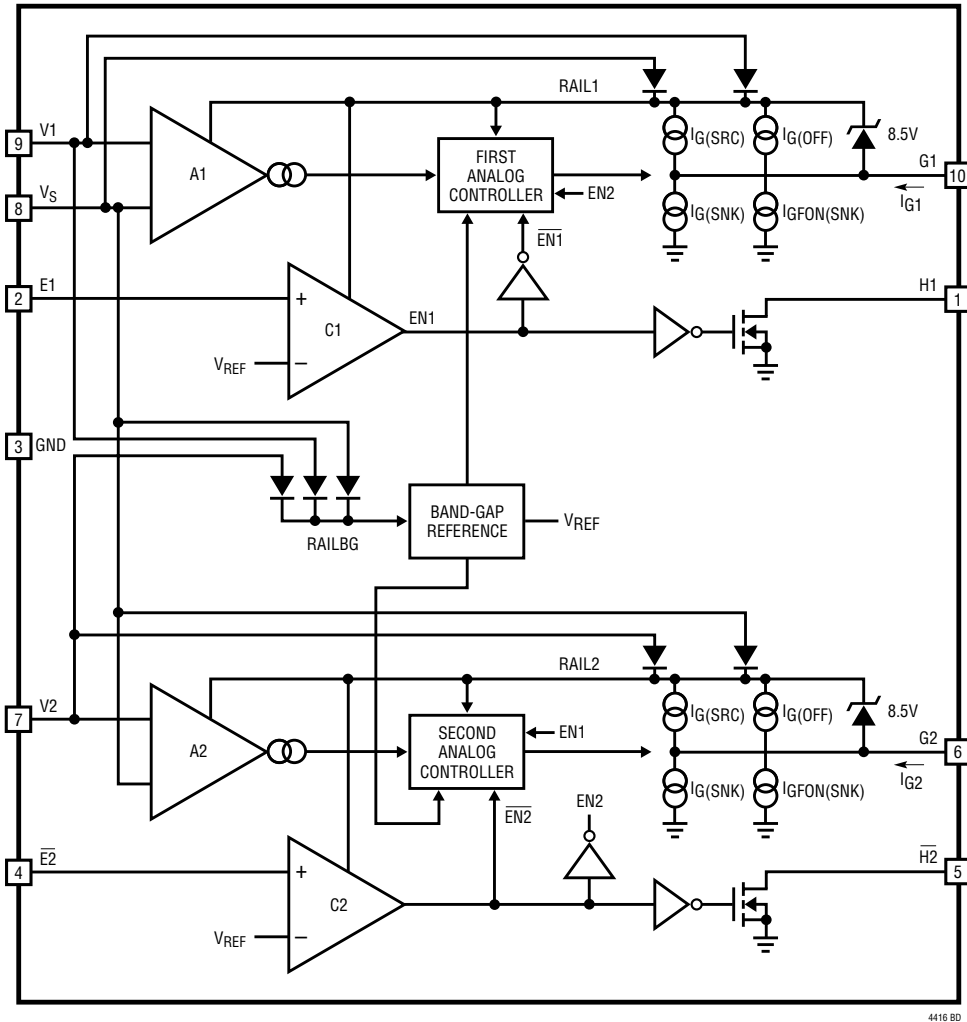 RAIL1
9 V1
8 VS
A1
FIRST
ANALOG
CONTROLLER
EN2
EN1
IG(SRC)
IG(OFF)
8.5V
IG(SNK)
IGFON(SNK)
G1
10
IG1
2 E1
+
C1
EN1
VREF
–
H1
1
3 GND
RAILBG
BAND-GAP
REFERENCE
VREF
RAIL2
7 V2
A2
SECOND
ANALOG
CONTROLLER
EN1
EN2
EN2
IG(SRC)
IG(OFF)
8.5V
IG(SNK)
IGFON(SNK)
G2
6
IG2
4 E2
+
C2
VREF
–
H2
5
4416 BD